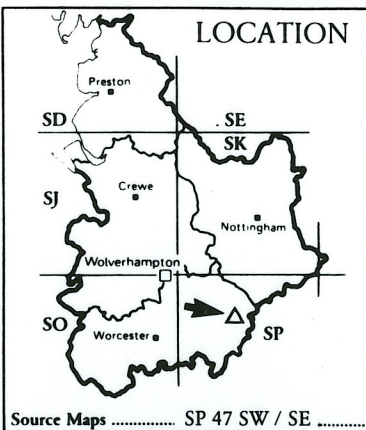 LOCATION
Preston
SD SE
SK
SJ Crewe
Nottingham
Wolverhampton
SO Worcester SP
Source Maps .............. SP 47 SW / SE ............